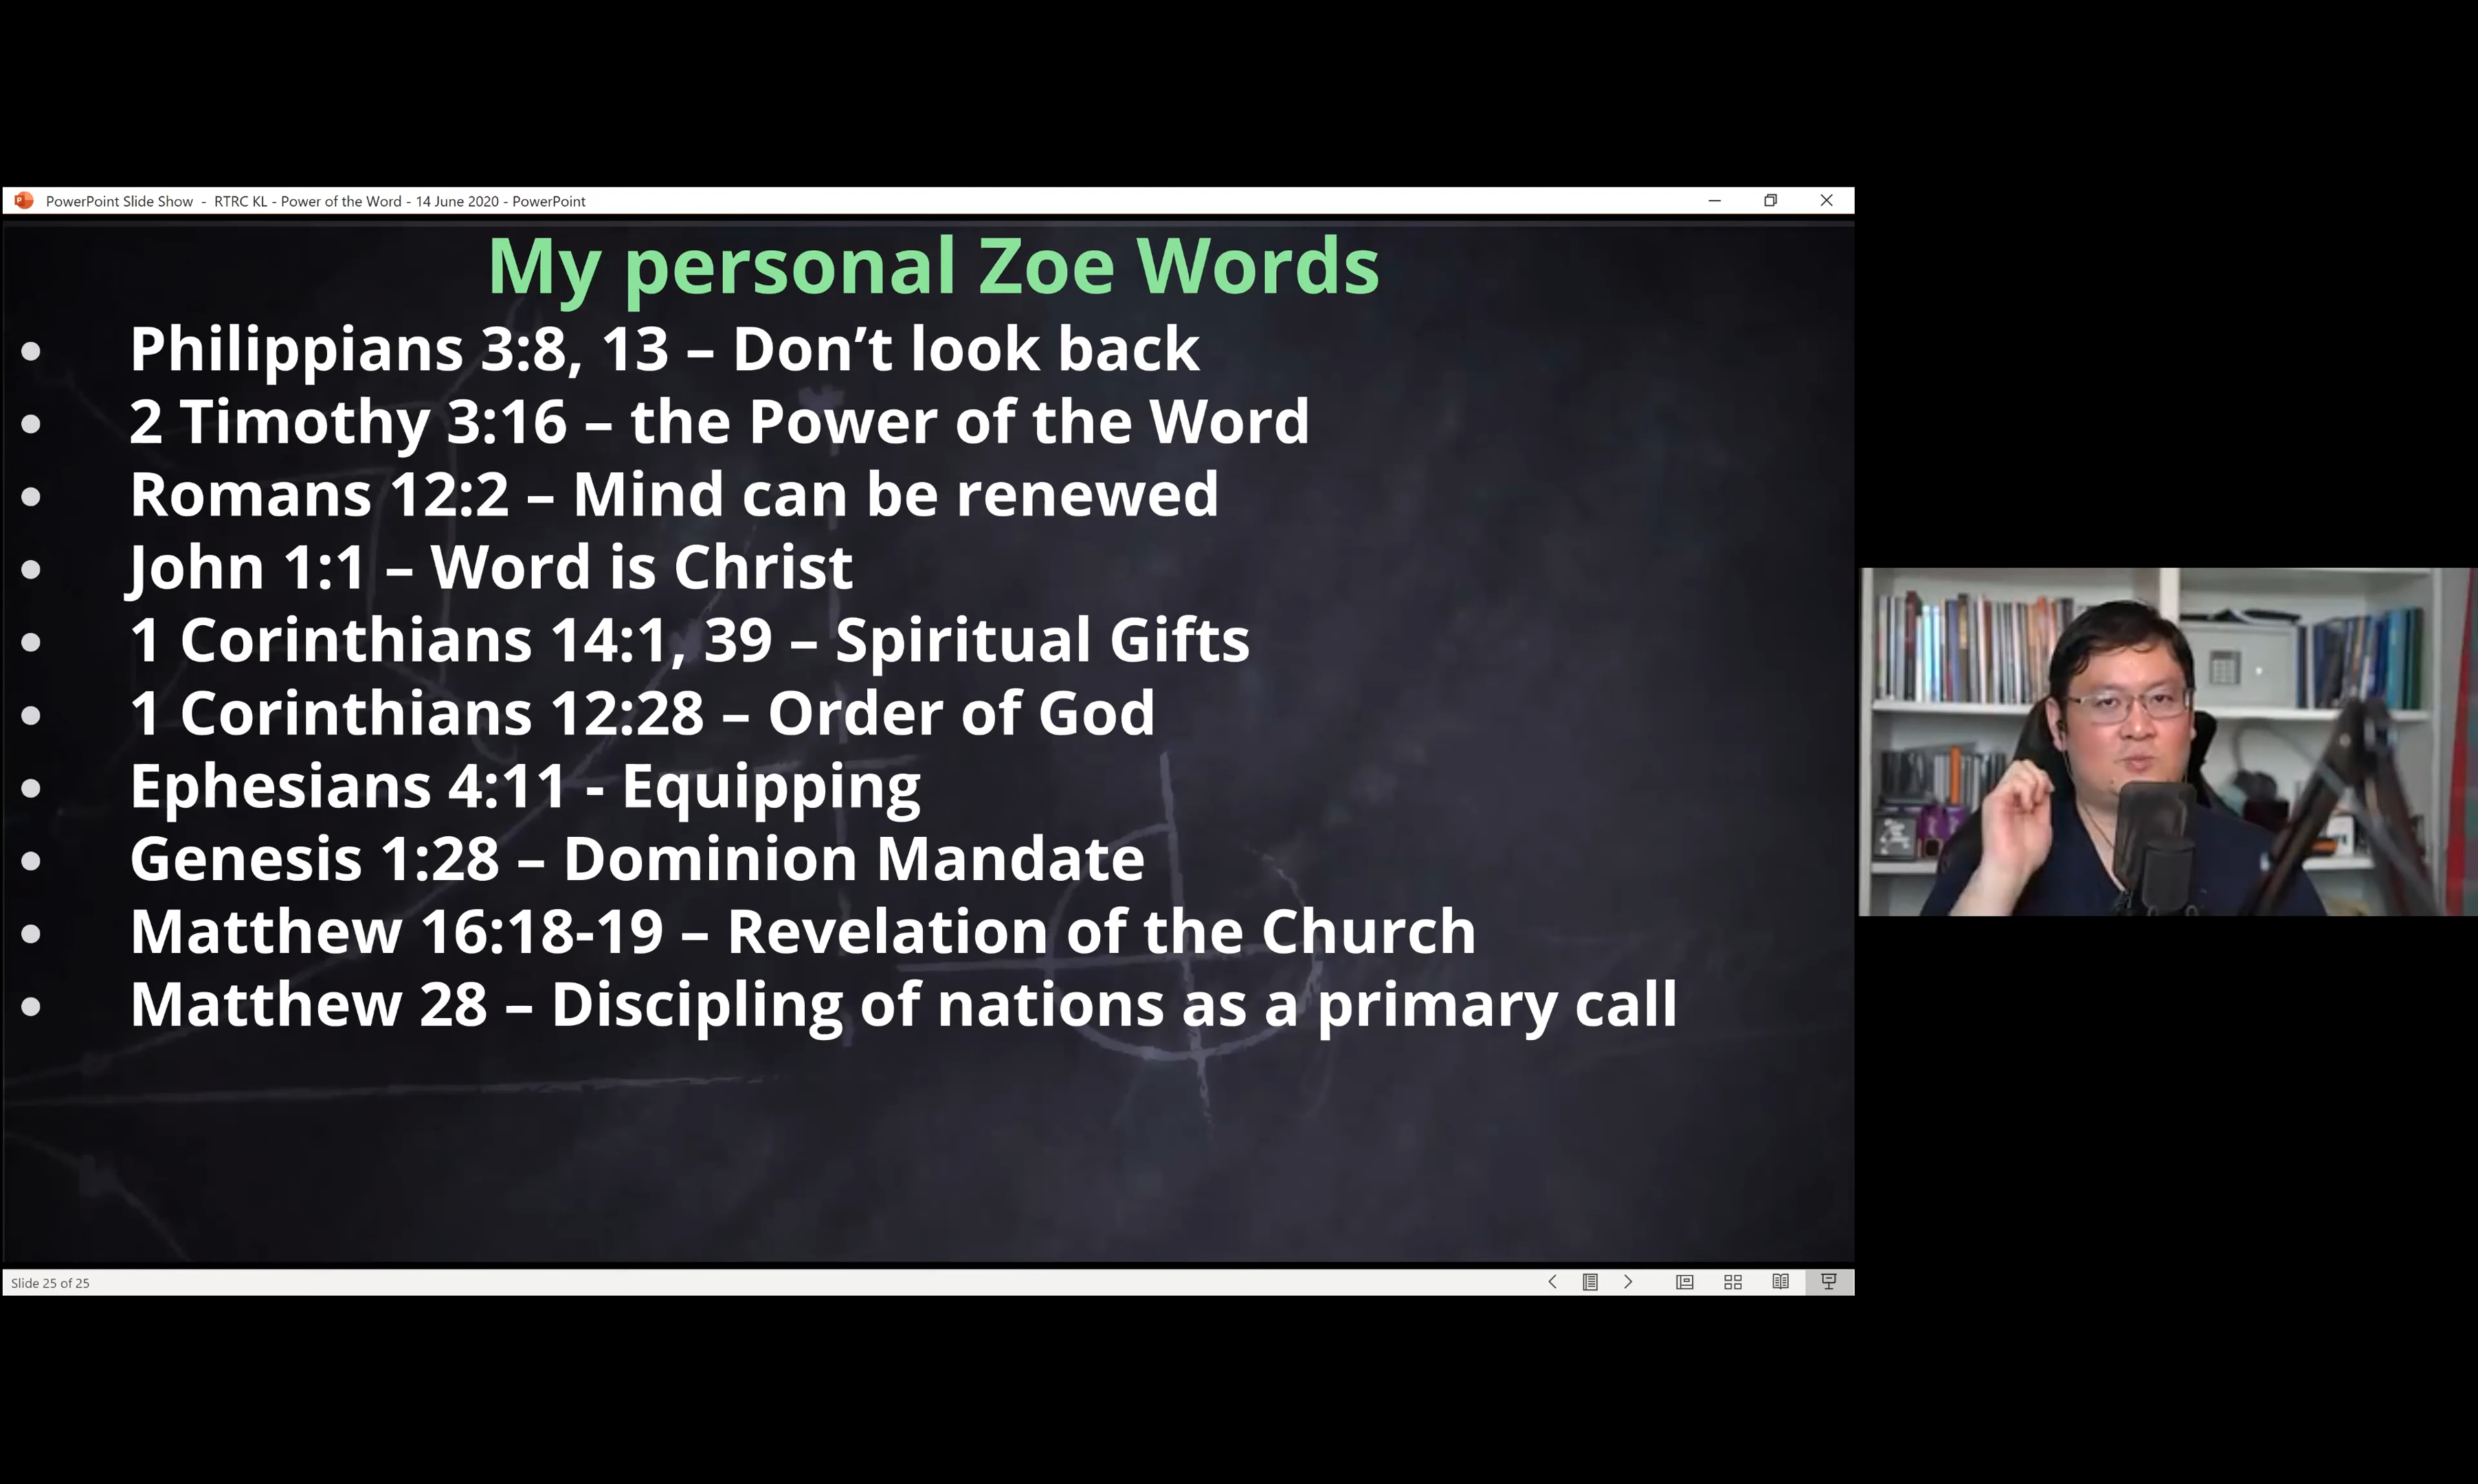 PowerPoint Slide Show - RTRC KL - Power of the Word - 14 June 2020 - PowerPoint
My personal Zoe Words
• Philippians 3:8, 13 – Don’t look back
• 2 Timothy 3:16 – the Power of the Word
• Romans 12:2 – Mind can be renewed
• John 1:1 – Word is Christ
• 1 Corinthians 14:1, 39 – Spiritual Gifts
• 1 Corinthians 12:28 – Order of God
• Ephesians 4:11 - Equipping
• Genesis 1:28 – Dominion Mandate
• Matthew 16:18-19 – Revelation of the Church
• Matthew 28 – Discipling of nations as a primary call
Slide 25 of 25